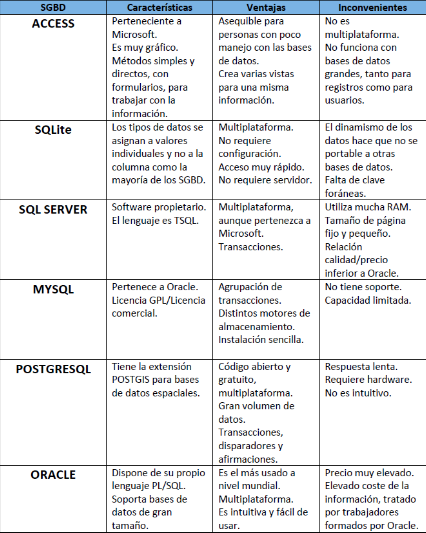 SGBD Características Ventajas Inconvenientes
ACCESS
Perteneciente a
Microsoft.
Es muy gráfico.
Métodos simples y
directos, con
formularios, para
trabajar con la
información.
Asequible para
personas con poco
manejo con las bases
de datos.
Crea varias vistas
para una misma
información.
No es
multiplataforma.
No funciona con
bases de datos
grandes, tanto para
registros como para
usuarios.
SQLite
Los tipos de datos se
asignan a valores
individuales y no a la
columna como la
mayoría de los SGBD.
Multiplataforma.
No requiere
configuración.
Acceso muy rápido.
No requiere servidor.
El dinamismo de los
datos hace que no se
portable a otras
bases de datos.
Falta de clave
foráneas.
SQL SERVER
Software propietario.
El lenguaje es TSQL.
Multiplataforma,
aunque pertenezca a
Microsoft.
Transacciones.
Utiliza mucha RAM.
Tamaño de página
fijo y pequeño.
Relación
calidad/precio
inferior a Oracle.
MYSQL
Pertenece a Oracle.
Licencia GPL/Licencia
comercial.
Agrupación de
transacciones.
Distintos motores de
almacenamiento.
Instalación sencilla.
No tiene soporte.
Capacidad limitada.
POSTGRESQL
Tiene la extensión
POSTGIS para bases
de datos espaciales.
Código abierto y
gratuito,
multiplataforma.
Gran volumen de
datos.
Transacciones,
disparadores y
afirmaciones.
Respuesta lenta.
Requiere hardware.
No es intuitivo.
ORACLE
Dispone de su propio
lenguaje PL/SQL.
Soporta bases de
datos de gran
tamaño.
Es el más usado a
nivel mundial.
Multiplataforma.
Es intuitiva y fácil de
usar.
Precio muy elevado.
Elevado coste de la
información, tratado
por trabajadores
formados por Oracle.